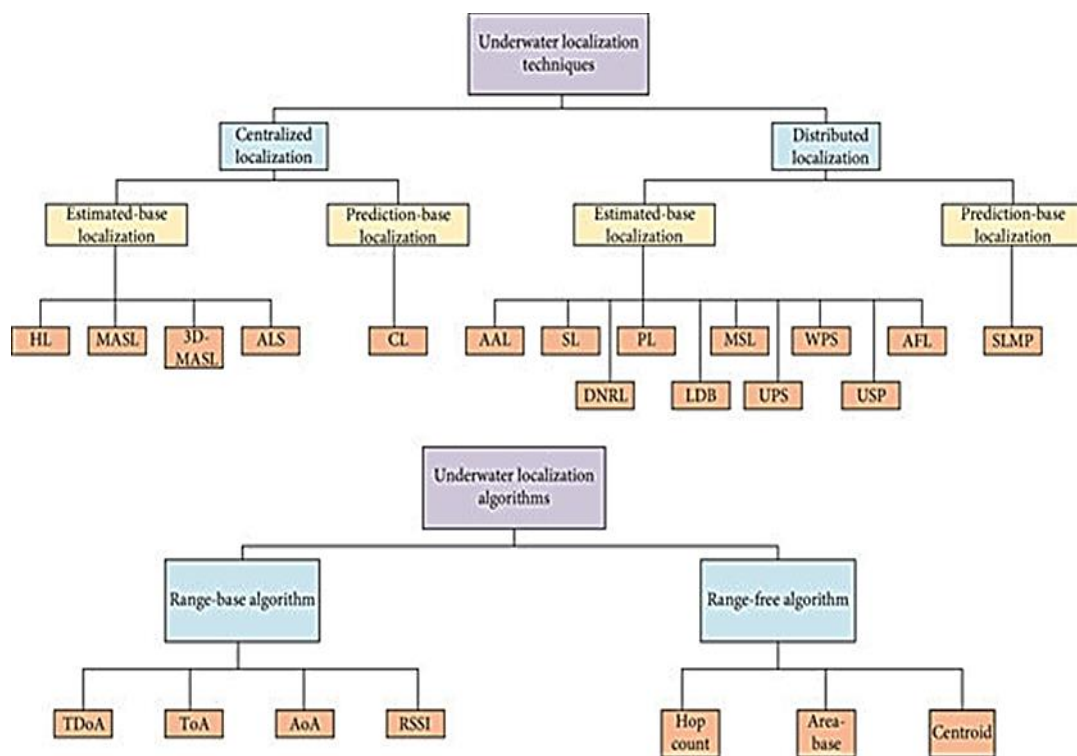 Underwater localization
techniques
Centralized
localization
Distributed
localization
Estimated-base
localization
Prediction-base
localization
Estimated-base
localization
Prediction-base
localization
HL
MASL
3D-
MASL
ALS
CL
AAL
SL
PL
MSL
WPS
AFL
SLMP
DNRL
LDB
UPS
USP
Underwater localization
algorithms
Range-base algorithm
Range-free algorithm
TDoA
ToA
AoA
RSSI
Hop
count
Area-
base
Centroid